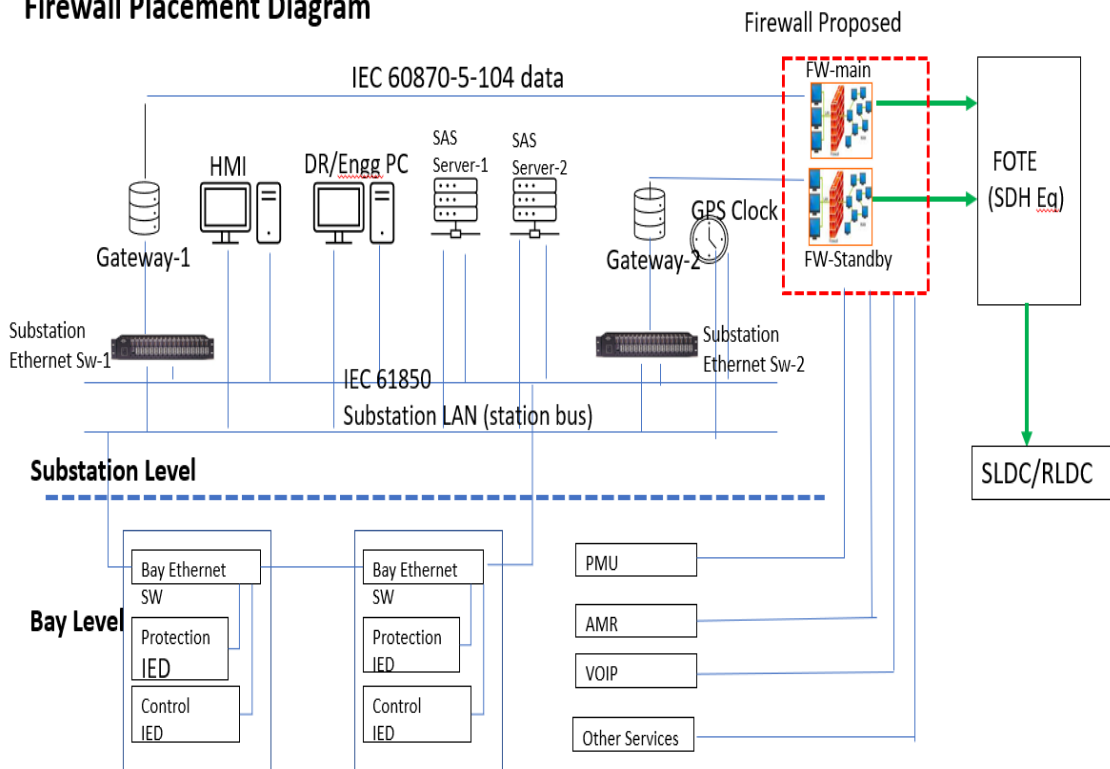 Firewall Placement Diagram
Firewall Proposed
IEC 60870-5-104 data
FW-main
HMI
DR/Engg PC
SAS
Server-1
SAS
Server-2
FOTE
(SDH Eq)
GPS Clock
Gateway-1
Gateway-2
FW-Standby
Substation
Ethernet Sw-1
Substation
Ethernet Sw-2
IEC 61850
Substation LAN (station bus)
Substation Level
SLDC/RLDC
Bay Level
Bay Ethernet
SW
Protection
IED
Control
IED
Bay Ethernet
SW
Protection
IED
Control
IED
PMU
AMR
VOIP
Other Services